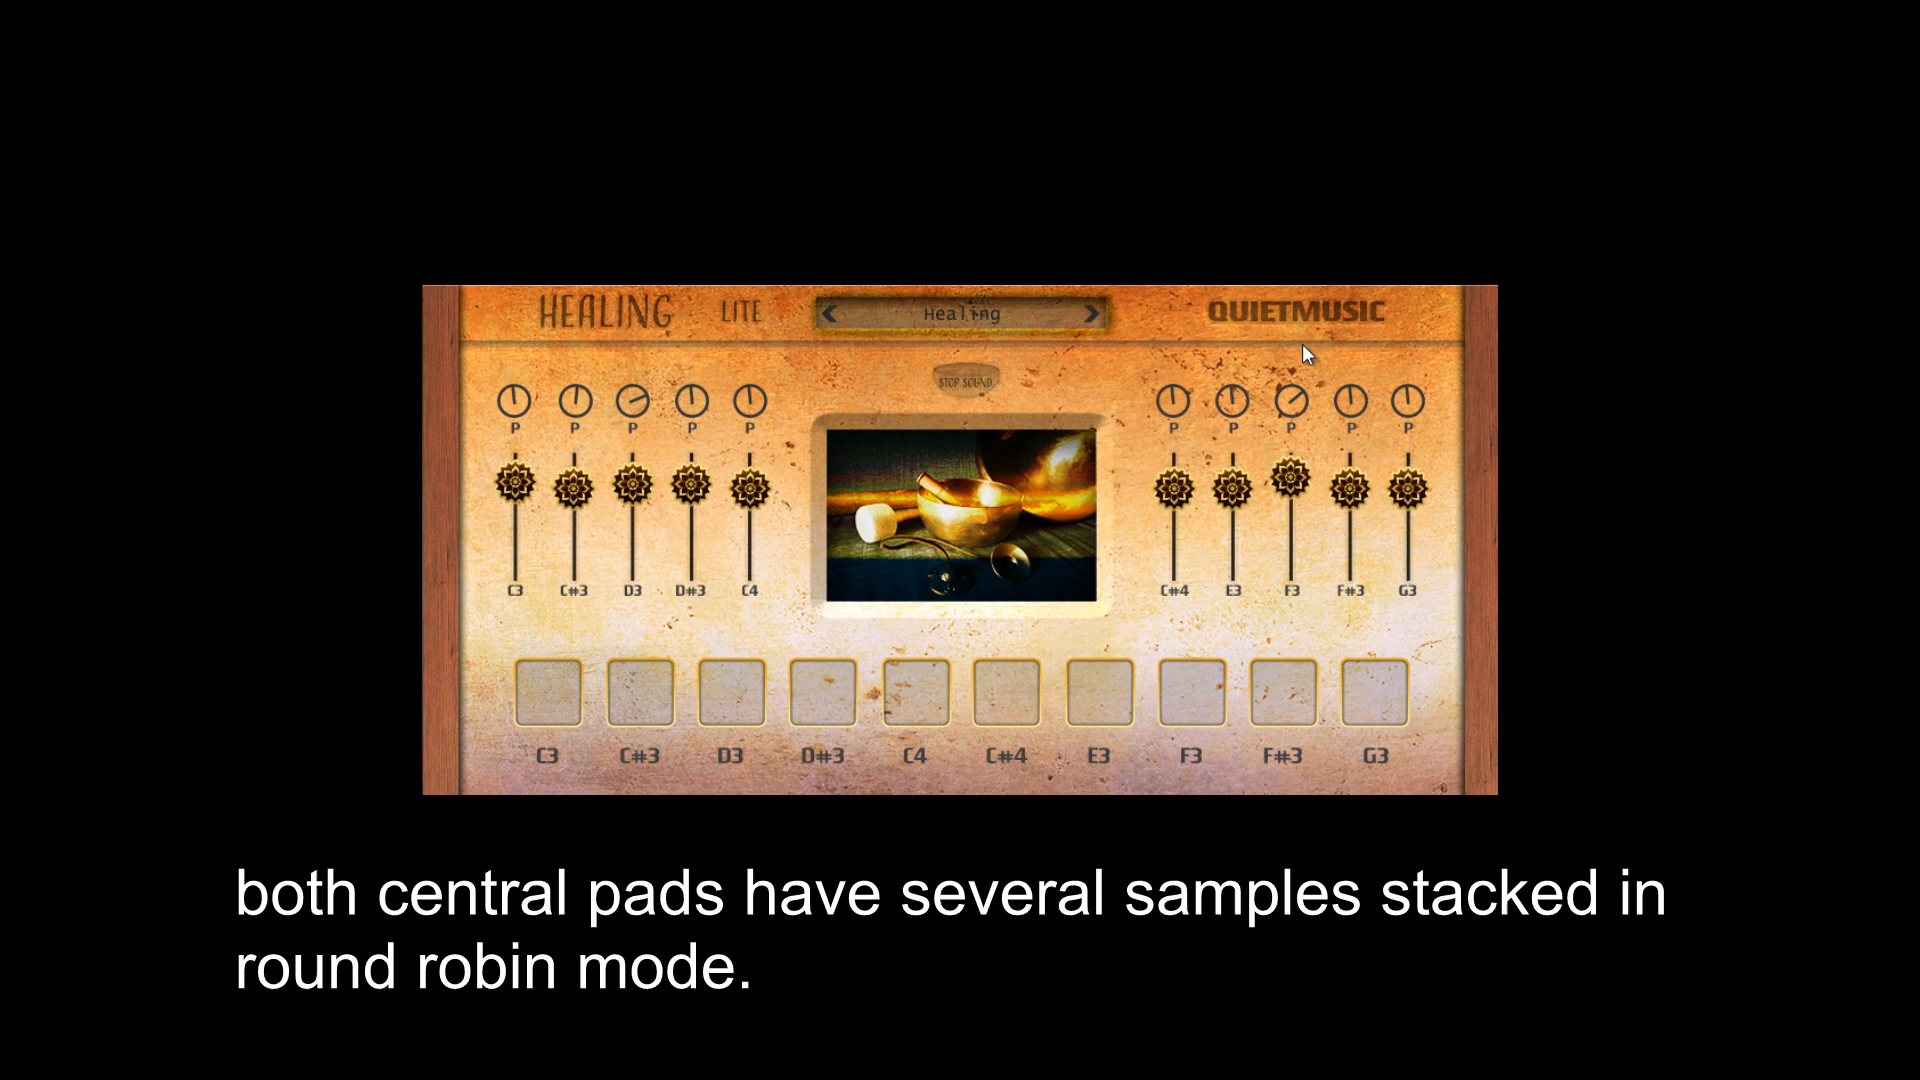 HEALING LITE Healing QUIETMUSIC
STOP SOUND
P P P P P P P P P P
C3 C#3 D3 D#3 C4 C#4 E3 F3 F#3 G3
C3 C#3 D3 D#3 C4 C#4 E3 F3 F#3 G3
both central pads have several samples stacked in
round robin mode.